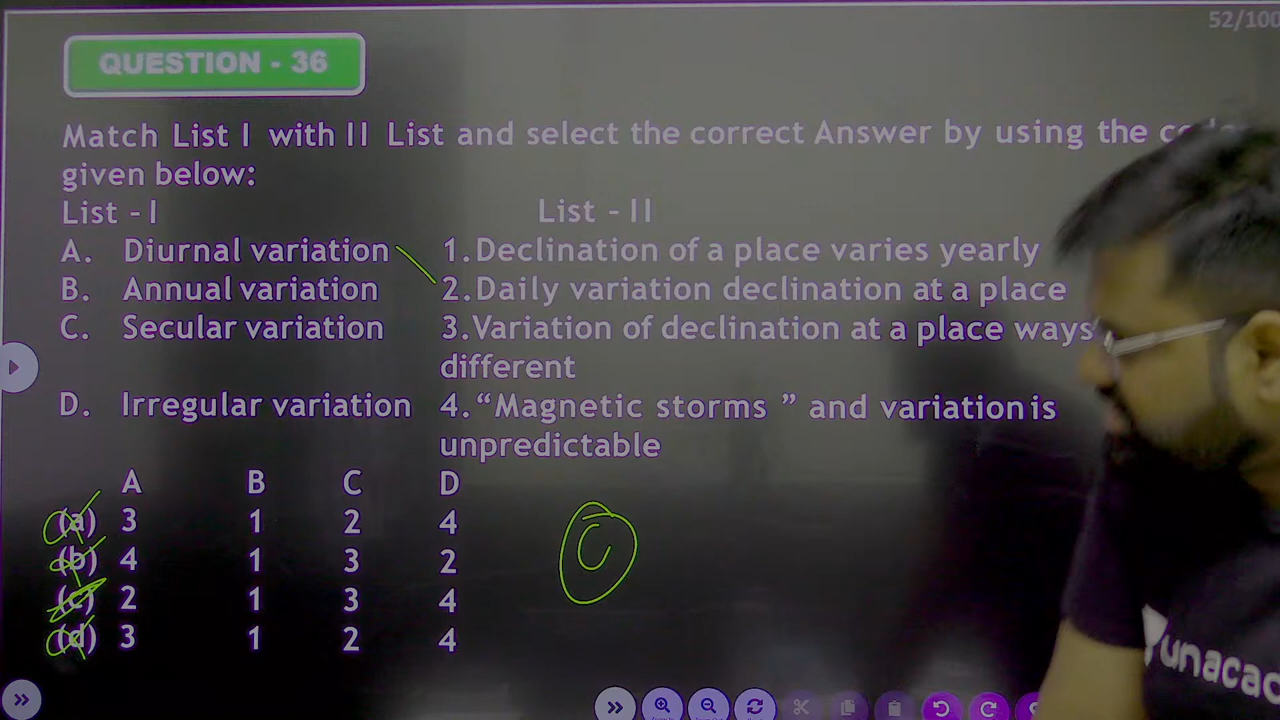 52/100
QUESTION - 36
Match List I with II List and select the correct Answer by using the
given below:
List - I List - II
A. Diurnal variation 1.Declination of a place varies yearly
B. Annual variation 2.Daily variation declination at a place
C. Secular variation 3.Variation of declination at a place ways
different
D. Irregular variation 4."Magnetic storms " and variation is
unpredictable
A B C D
(a) 3 1 2 4
(b) 4 1 3 2
(c) 2 1 3 4
(d) 3 1 2 4
C